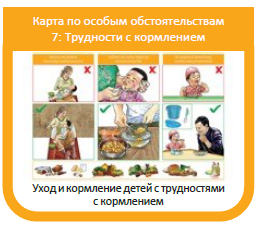 Карта по особым обстоятельствам
7: Трудности с кормлением
Уход и кормление детей с трудностями
с кормлением